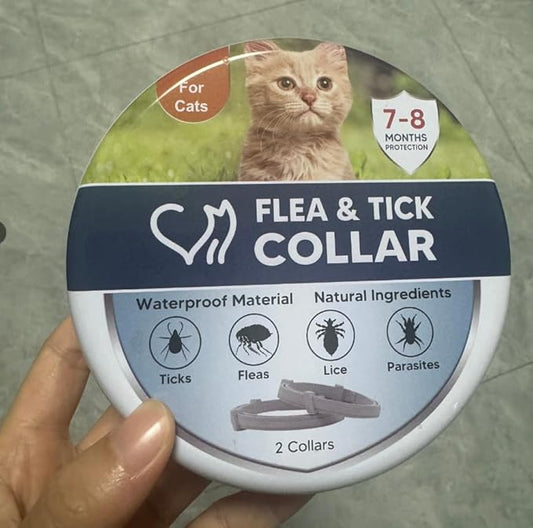 For
Cats
7-8
MONTHS
PROTECTION
FLEA & TICK
COLLAR
Waterproof Material Natural Ingredients
Ticks Fleas Lice Parasites
2 Collars